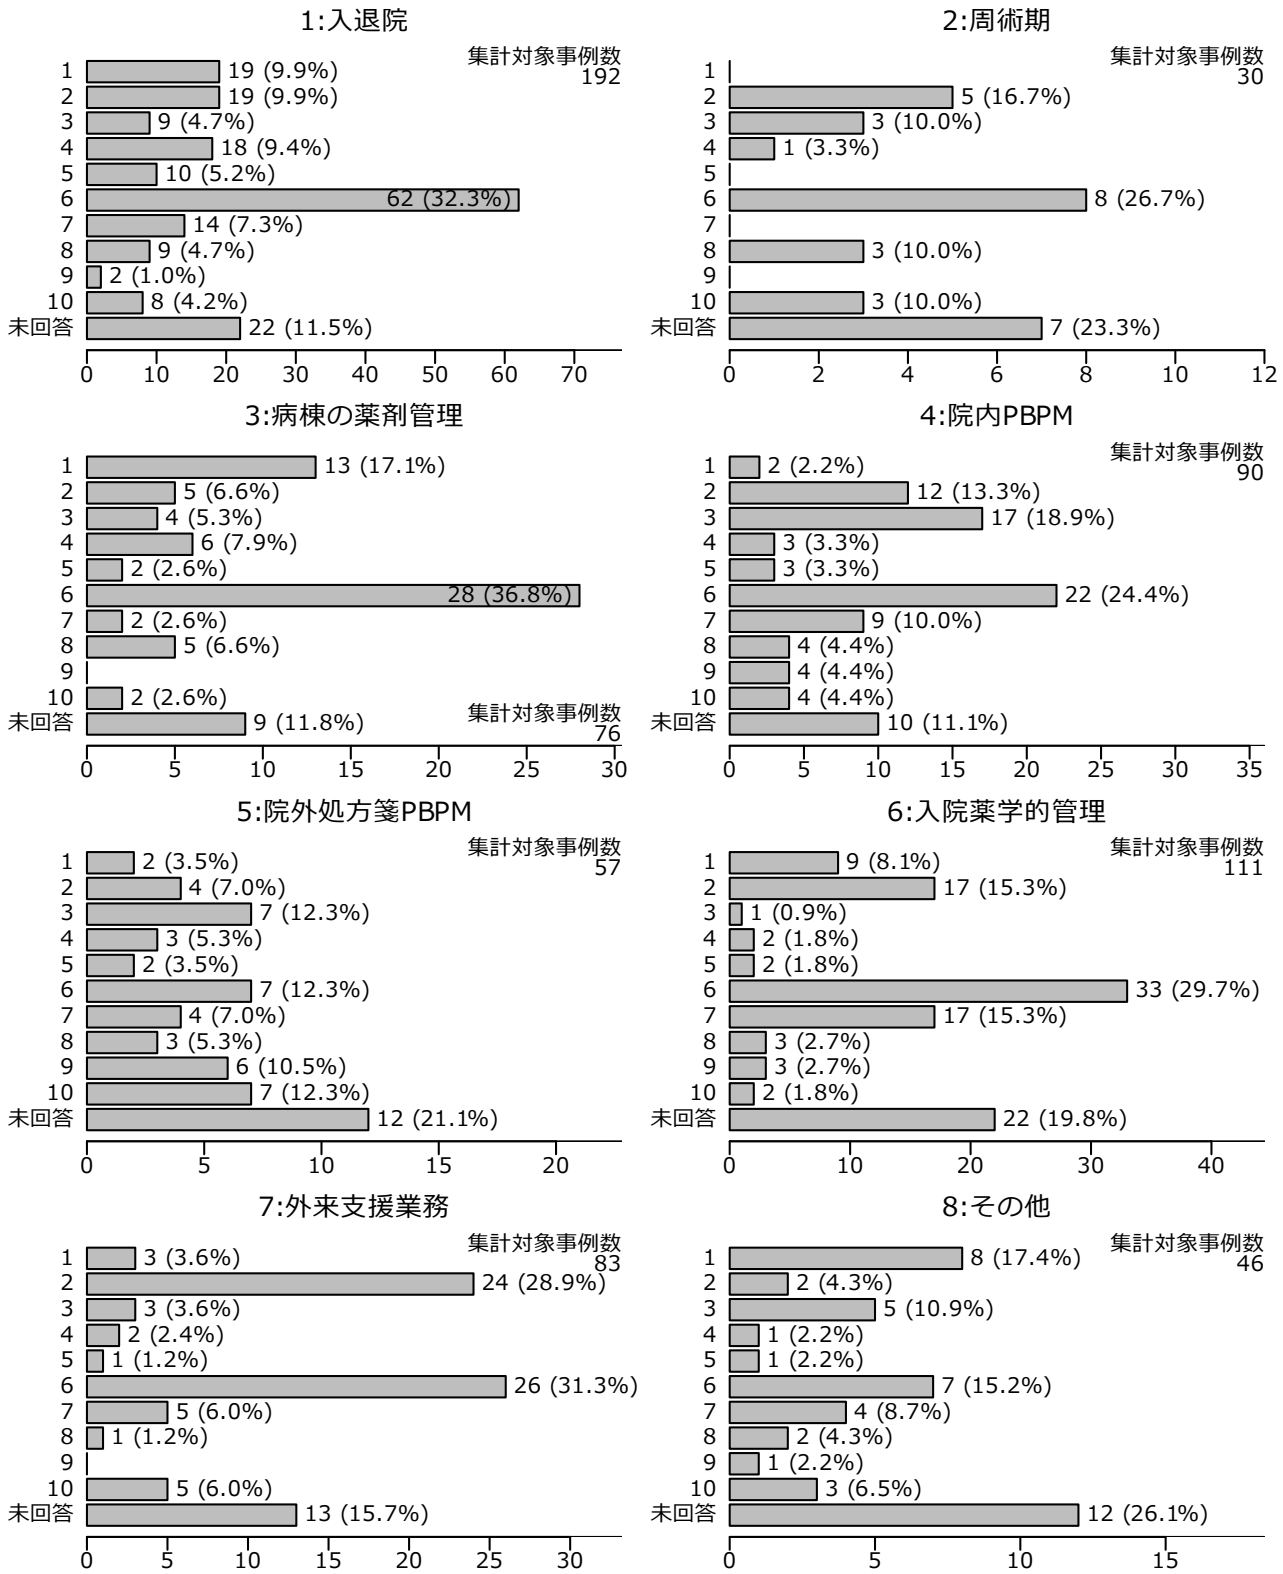 1:入退院
集計対象事例数
192
1 19 (9.9%)
2 19 (9.9%)
3 9 (4.7%)
4 18 (9.4%)
5 10 (5.2%)
6 62 (32.3%)
7 14 (7.3%)
8 9 (4.7%)
9 2 (1.0%)
10 8 (4.2%)
未回答 22 (11.5%)
0 10 20 30 40 50 60 70
2:周術期
集計対象事例数
30
1
2 5 (16.7%)
3 3 (10.0%)
4 1 (3.3%)
5
6 8 (26.7%)
7
8 3 (10.0%)
9
10 3 (10.0%)
未回答 7 (23.3%)
0 2 4 6 8 10 12
3:病棟の薬剤管理
1 13 (17.1%)
2 5 (6.6%)
3 4 (5.3%)
4 6 (7.9%)
5 2 (2.6%)
6 28 (36.8%)
7 2 (2.6%)
8 5 (6.6%)
9
10 2 (2.6%)
未回答 9 (11.8%)
集計対象事例数
76
0 5 10 15 20 25 30
4:院内PBPM
集計対象事例数
90
1 2 (2.2%)
2 12 (13.3%)
3 17 (18.9%)
4 3 (3.3%)
5 3 (3.3%)
6 22 (24.4%)
7 9 (10.0%)
8 4 (4.4%)
9 4 (4.4%)
10 4 (4.4%)
未回答 10 (11.1%)
0 5 10 15 20 25 30 35
5:院外処方箋PBPM
集計対象事例数
57
1 2 (3.5%)
2 4 (7.0%)
3 7 (12.3%)
4 3 (5.3%)
5 2 (3.5%)
6 7 (12.3%)
7 4 (7.0%)
8 3 (5.3%)
9 6 (10.5%)
10 7 (12.3%)
未回答 12 (21.1%)
0 5 10 15 20
6:入院薬学的管理
集計対象事例数
111
1 9 (8.1%)
2 17 (15.3%)
3 1 (0.9%)
4 2 (1.8%)
5 2 (1.8%)
6 33 (29.7%)
7 17 (15.3%)
8 3 (2.7%)
9 3 (2.7%)
10 2 (1.8%)
未回答 22 (19.8%)
0 10 20 30 40
7:外来支援業務
集計対象事例数
83
1 3 (3.6%)
2 24 (28.9%)
3 3 (3.6%)
4 2 (2.4%)
5 1 (1.2%)
6 26 (31.3%)
7 5 (6.0%)
8 1 (1.2%)
9
10 5 (6.0%)
未回答 13 (15.7%)
0 5 10 15 20 25 30
8:その他
集計対象事例数
46
1 8 (17.4%)
2 2 (4.3%)
3 5 (10.9%)
4 1 (2.2%)
5 1 (2.2%)
6 7 (15.2%)
7 4 (8.7%)
8 2 (4.3%)
9 1 (2.2%)
10 3 (6.5%)
未回答 12 (26.1%)
0 5 10 15